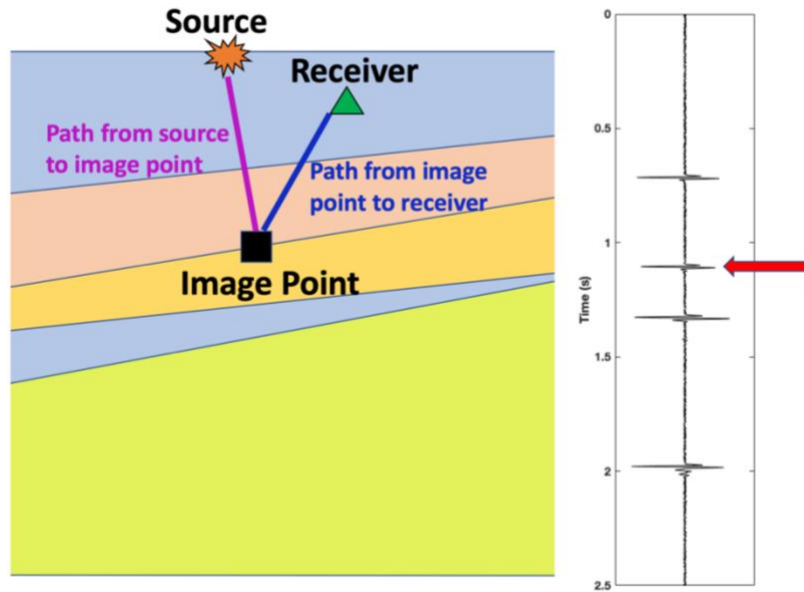 Source
Receiver
Path from source
to image point
Path from image
point to receiver
Image Point
0
0.5
1
1.5
2
2.5
Time (s)